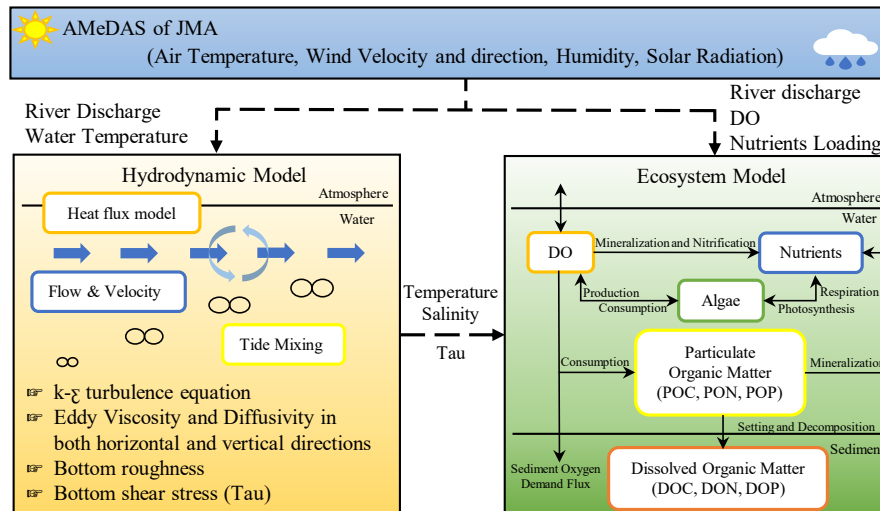 AMeDAS of JMA
(Air Temperature, Wind Velocity and direction, Humidity, Solar Radiation)
River Discharge
Water Temperature
River discharge
DO
Nutrients Loading
Hydrodynamic Model
Atmosphere
Water
Heat flux model
Flow & Velocity
Tide Mixing
☞ k-ξ turbulence equation
☞ Eddy Viscosity and Diffusivity in
both horizontal and vertical directions
☞ Bottom roughness
☞ Bottom shear stress (Tau)
Temperature
Salinity
Tau
Ecosystem Model
Atmosphere
Water
DO
Mineralization and Nitrification
Nutrients
Production
Consumption
Algae
Respiration
Photosynthesis
Consumption
Particulate
Organic Matter
(POC, PON, POP)
Mineralization
Setting and Decomposition
Sediment
Sediment Oxygen
Demand Flux
Dissolved Organic Matter
(DOC, DON, DOP)